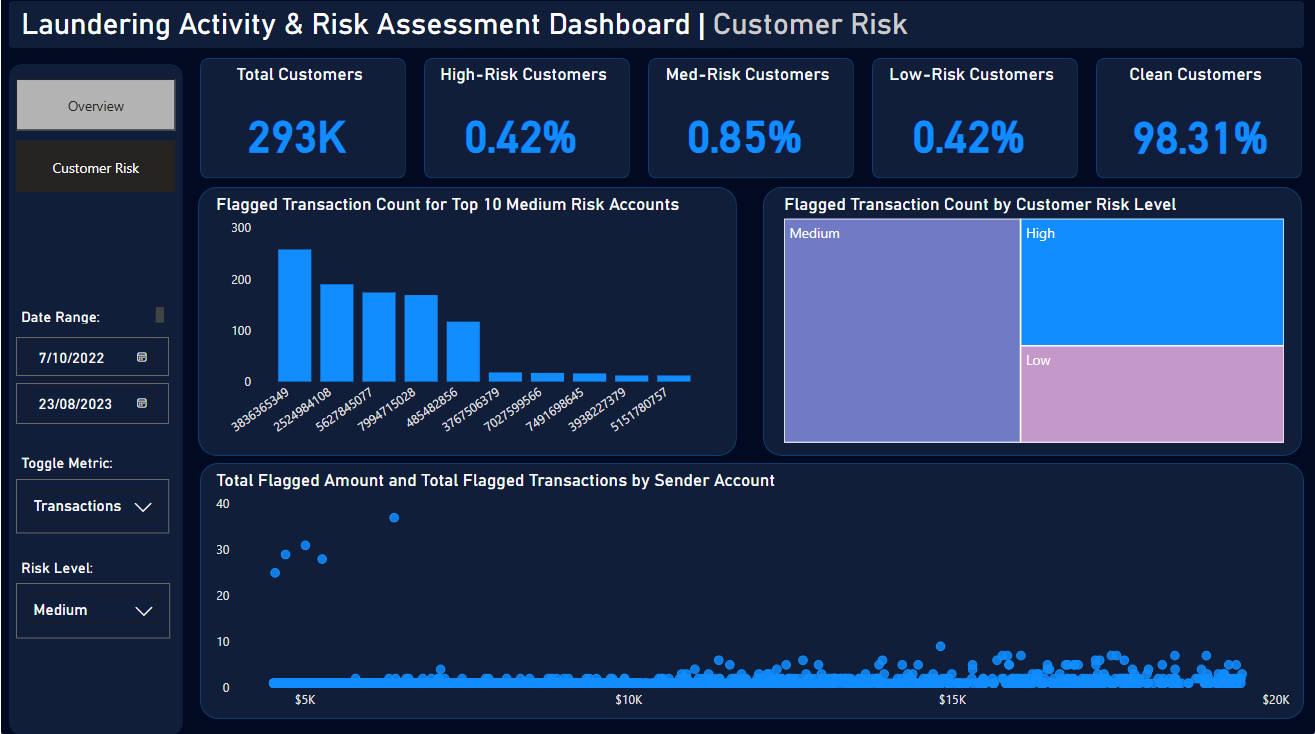 Laundering Activity & Risk Assessment Dashboard | Customer Risk
Overview
Customer Risk
Date Range:
7/10/2022
23/08/2023
Toggle Metric:
Transactions
Risk Level:
Medium
Total Customers
293K
High-Risk Customers
0.42%
Med-Risk Customers
0.85%
Low-Risk Customers
0.42%
Clean Customers
98.31%
Flagged Transaction Count for Top 10 Medium Risk Accounts
300
200
100
0
3836365349
2524984108
5627845077
7994715028
485482856
3767506379
7027599566
7491698645
3938227379
5151780757
Flagged Transaction Count by Customer Risk Level
Medium
High
Low
Total Flagged Amount and Total Flagged Transactions by Sender Account
40
30
20
10
0
$5K
$10K
$15K
$20K